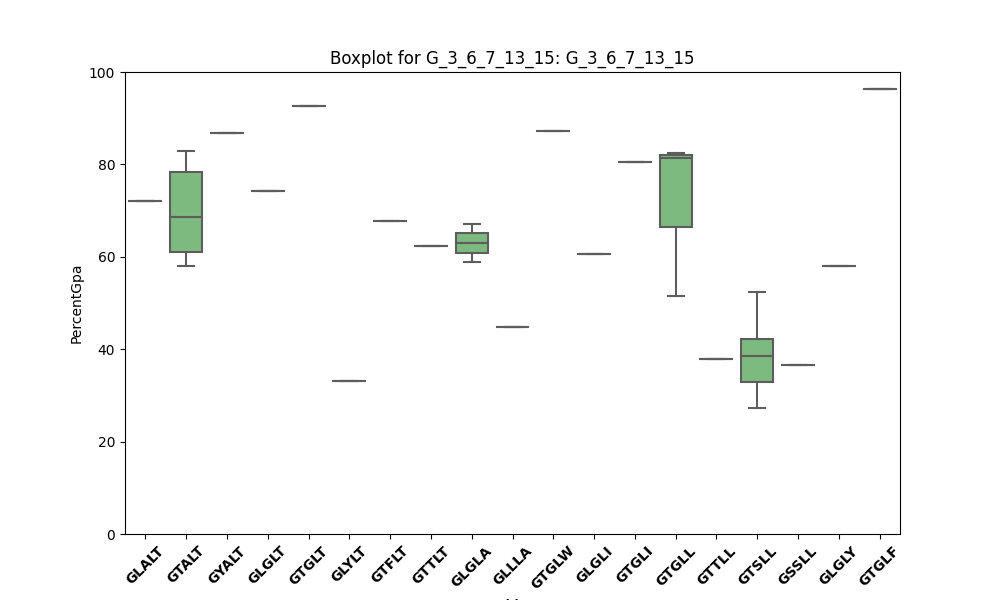 Boxplot for G_3_6_7_13_15: G_3_6_7_13_15
100
80
60
40
20
0
PercentGpa
GLALT
GTALT
GYALT
GLGLT
GTGLT
GLYLT
GTFLT
GTTLT
GLGLA
GLLLA
GTGLW
GLGLI
GTGLI
GTGLL
GTTLL
GTSLL
GSSLL
GLGLY
GTGLF